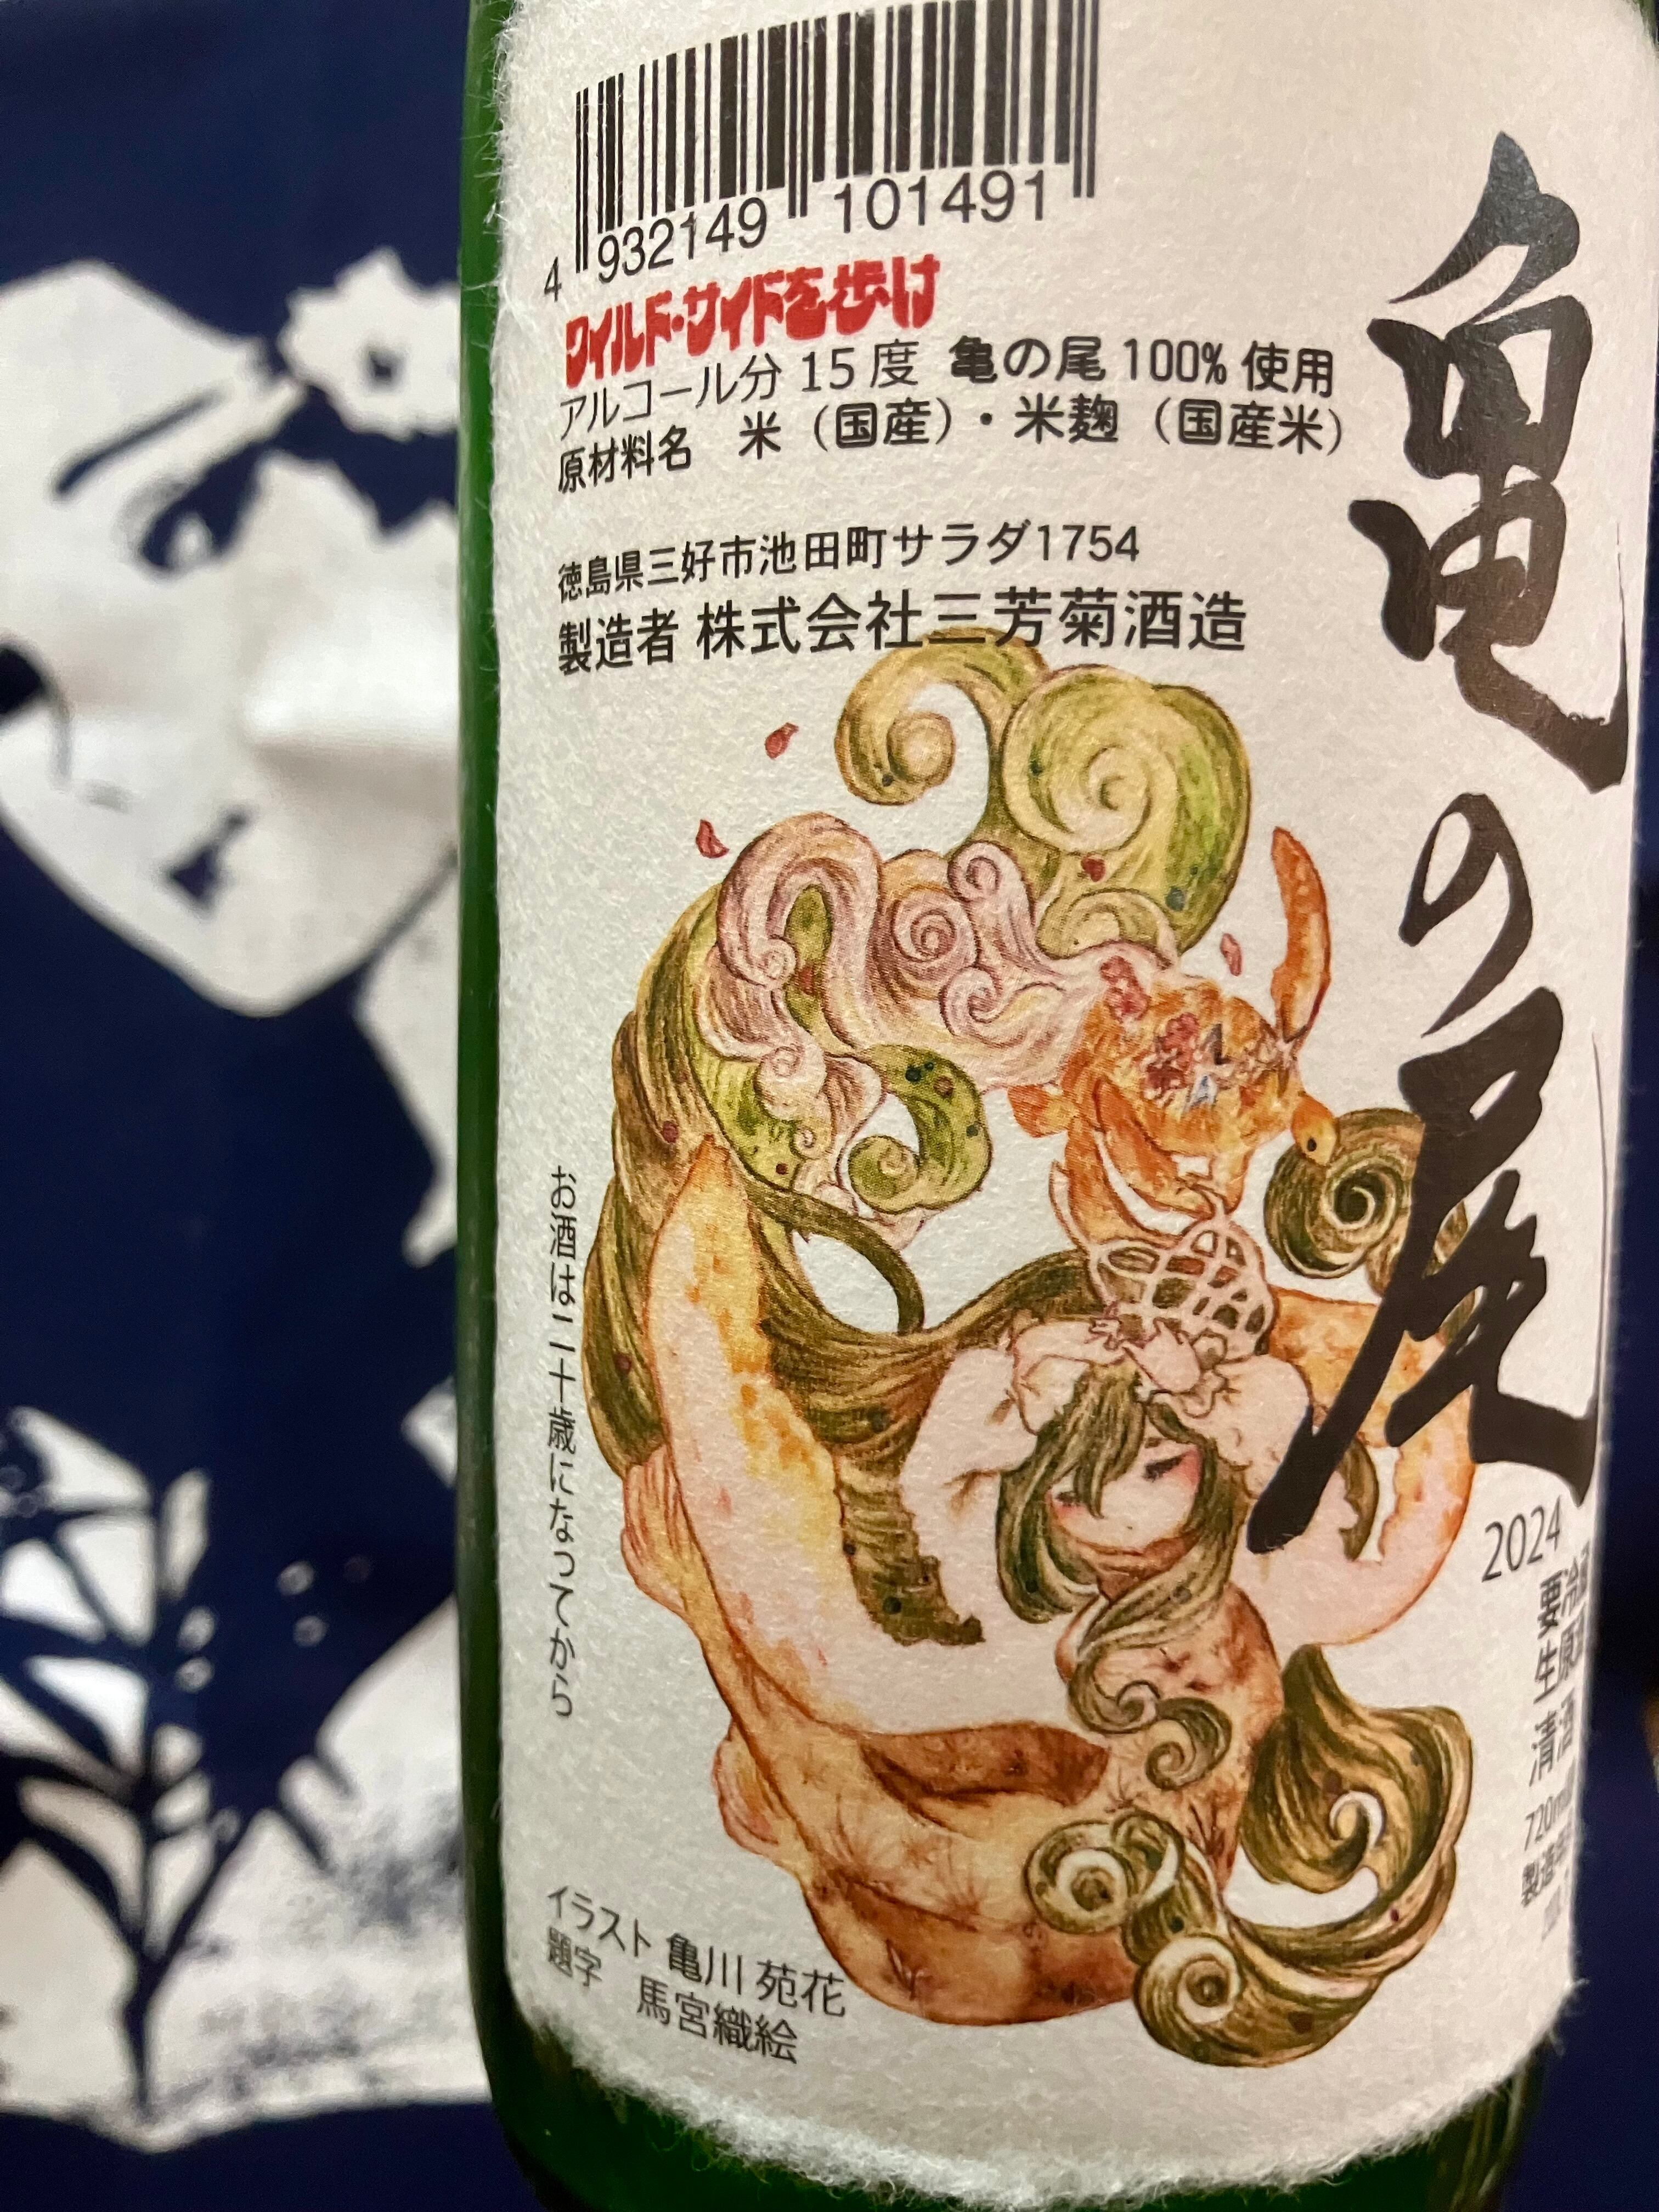 4 932149 101491
ワイルド・サイドを歩け
アルコール分 15 度 亀の尾 100% 使用
原材料名 米（国産）・米麹（国産米）
徳島県三好市池田町サラダ1754
製造者 株式会社三芳菊酒造
亀の尾
お酒は二十歳になってから
2024
要冷
生原
清酒
720ml
製造
イラスト 亀川 苑花
題字 馬宮織絵